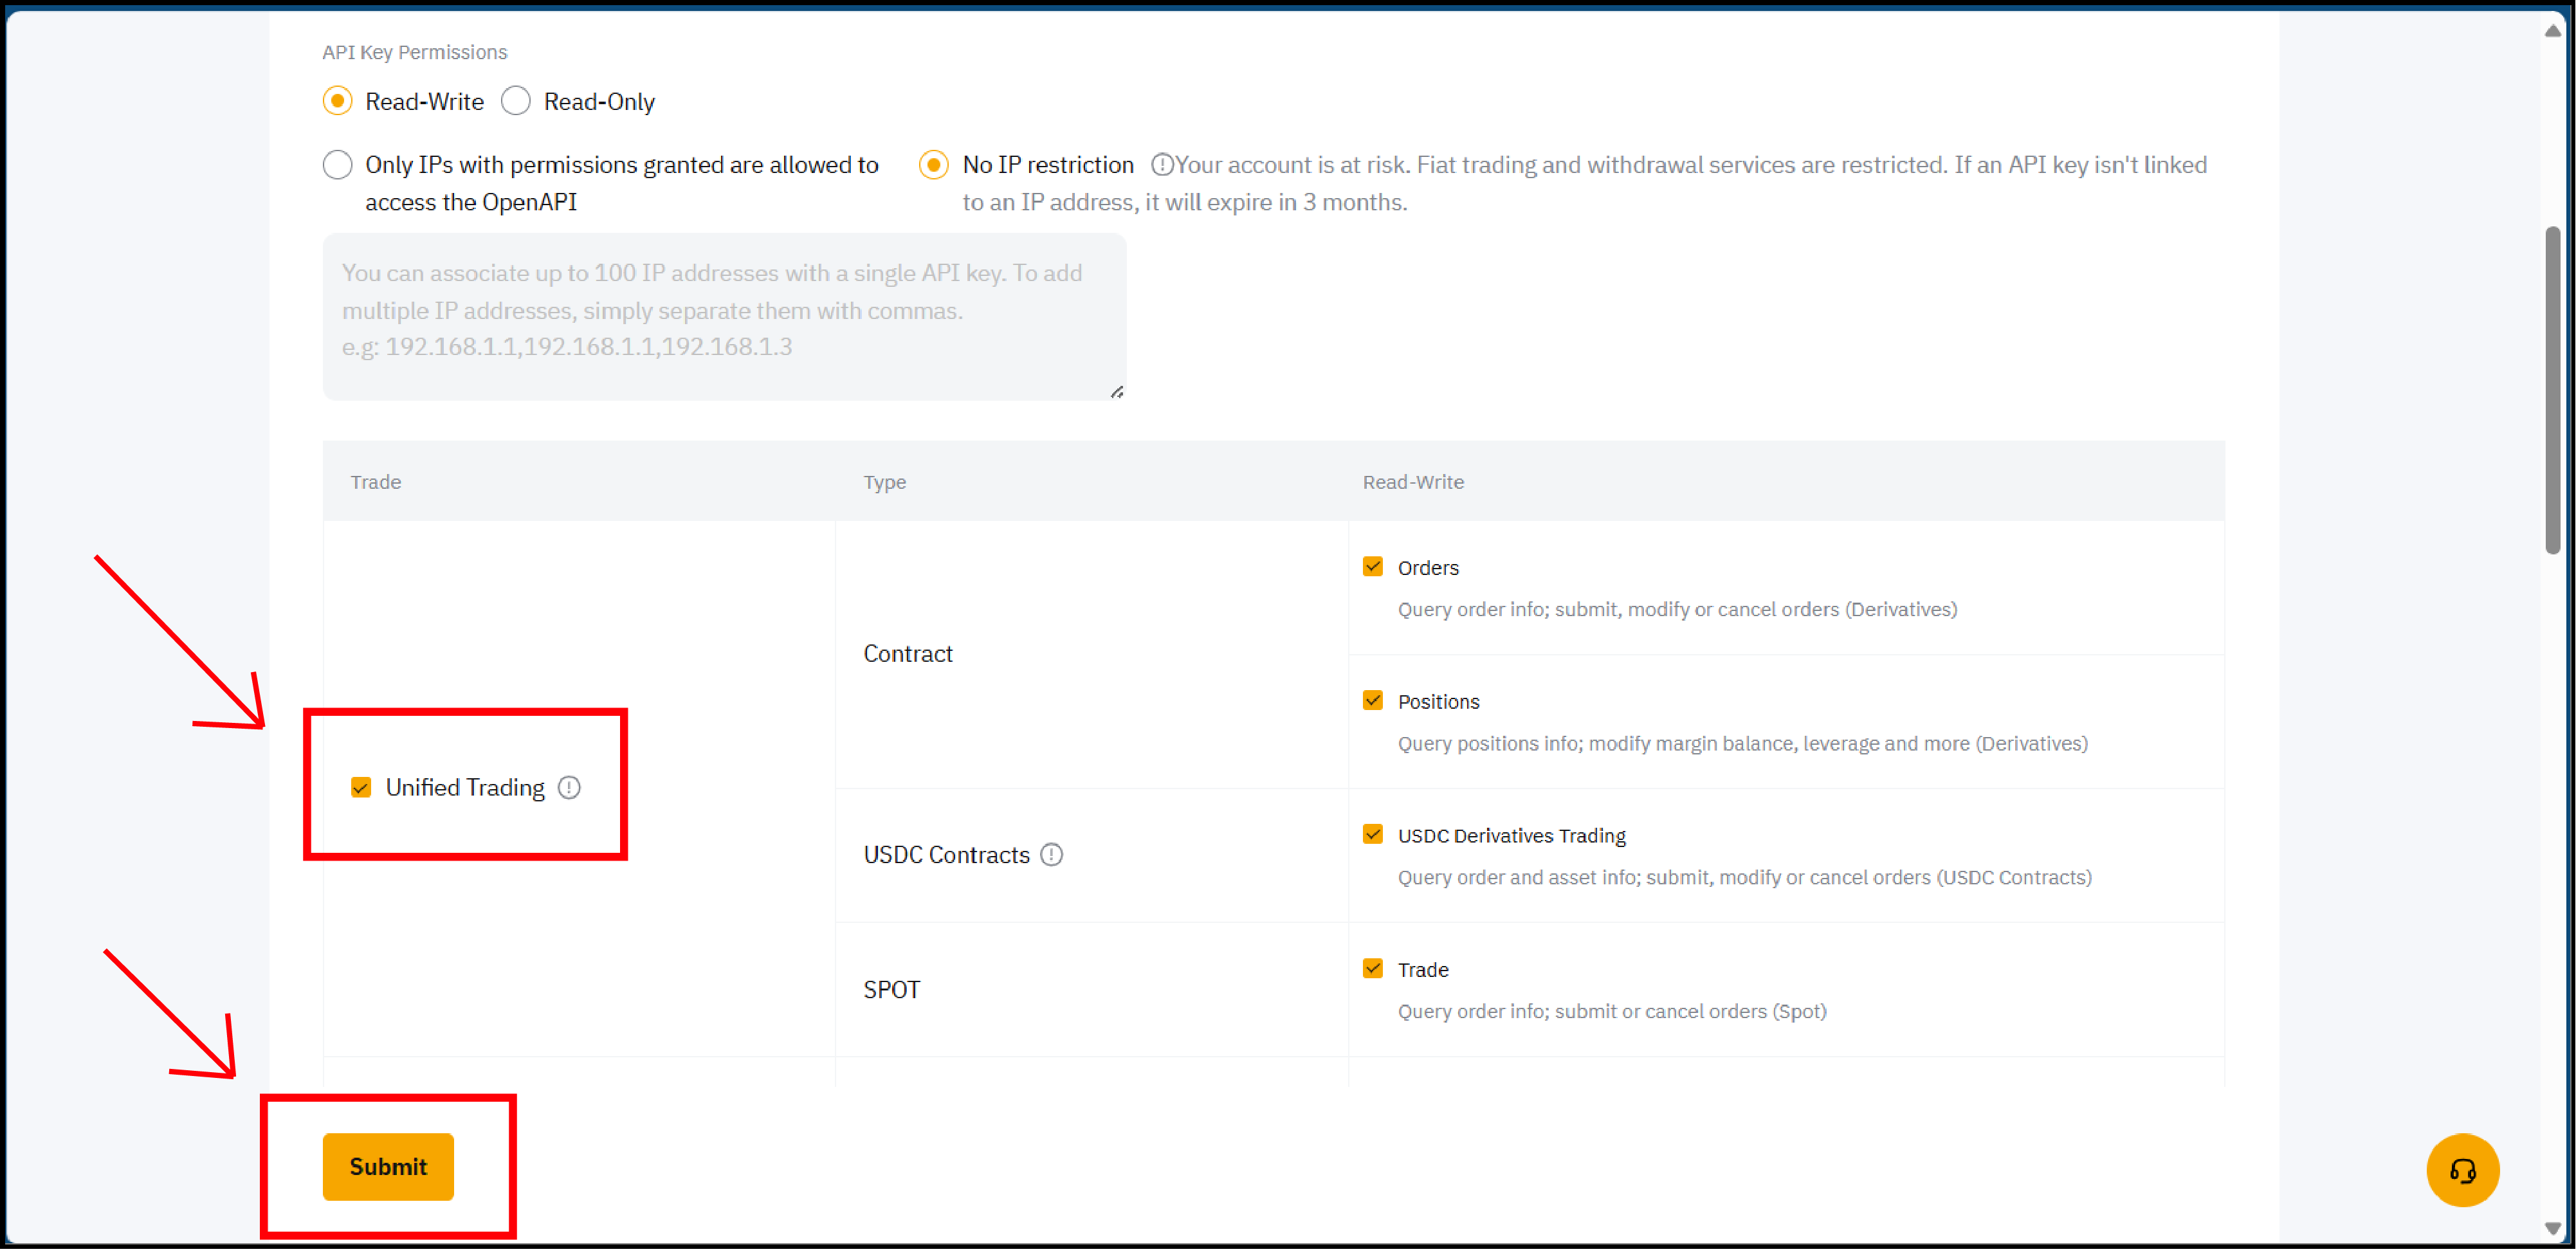 API Key Permissions
Read-Write Read-Only
Only IPs with permissions granted are allowed to
access the OpenAPI
No IP restriction Your account is at risk. Fiat trading and withdrawal services are restricted. If an API key isn't linked
to an IP address, it will expire in 3 months.
You can associate up to 100 IP addresses with a single API key. To add
multiple IP addresses, simply separate them with commas.
e.g: 192.168.1.1,192.168.1.1,192.168.1.3
Trade Type Read-Write
Unified Trading
Contract
Orders
Query order info; submit, modify or cancel orders (Derivatives)
Positions
Query positions info; modify margin balance, leverage and more (Derivatives)
USDC Contracts
USDC Derivatives Trading
Query order and asset info; submit, modify or cancel orders (USDC Contracts)
SPOT
Trade
Query order info; submit or cancel orders (Spot)
Submit